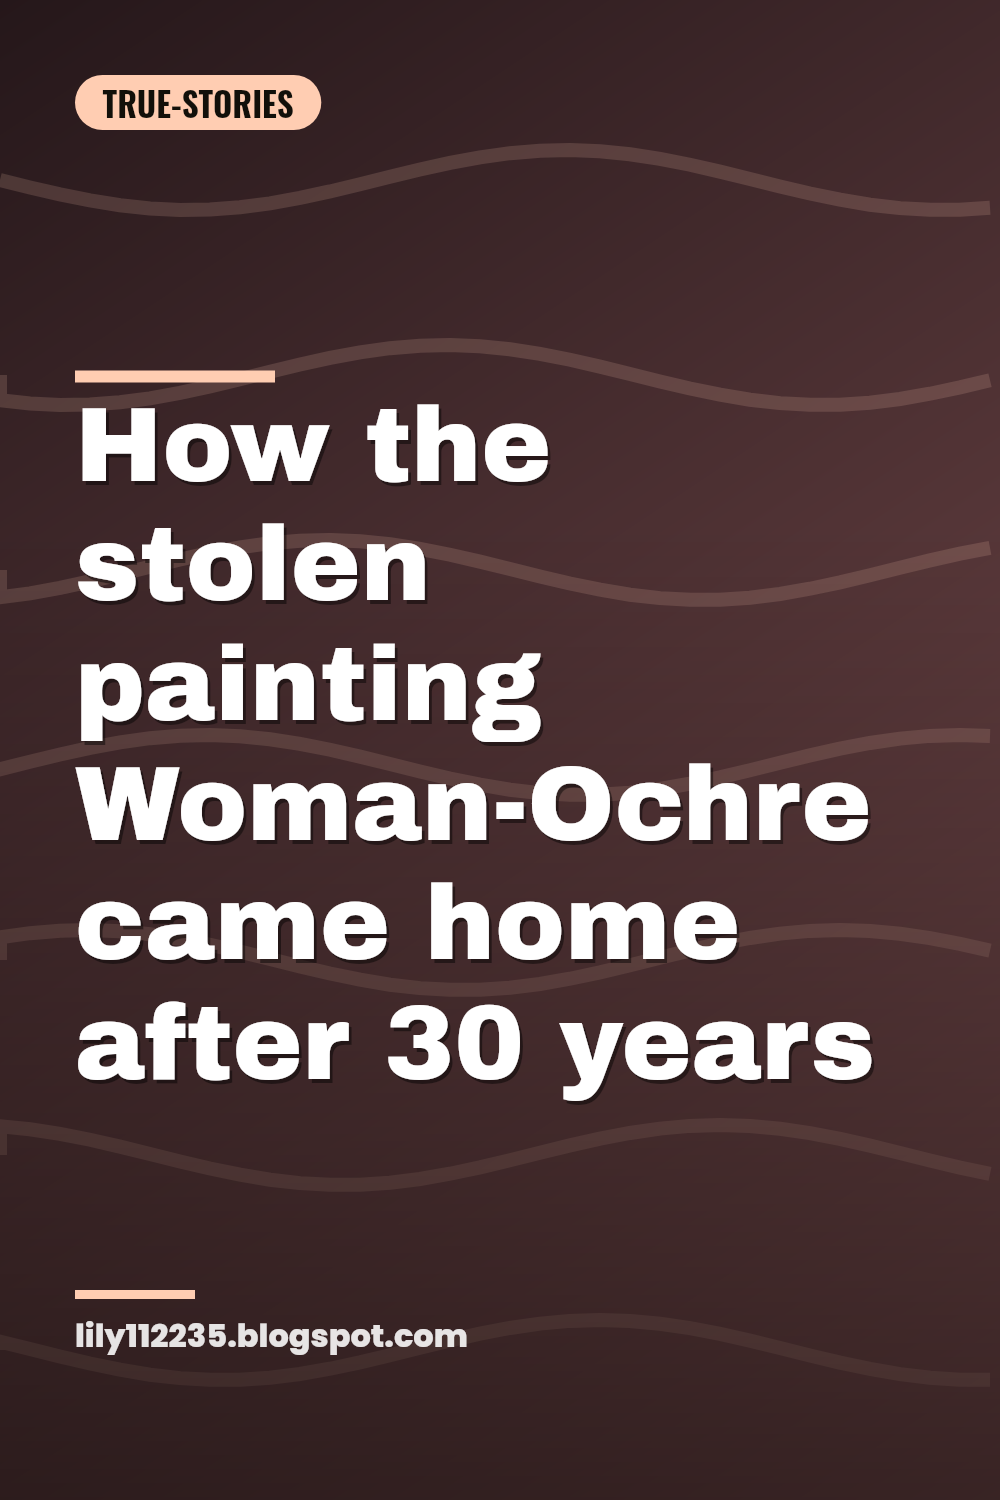 TRUE-STORIES
How the
stolen
painting
Woman-Ochre
came home
after 30 years
lily112235.blogspot.com